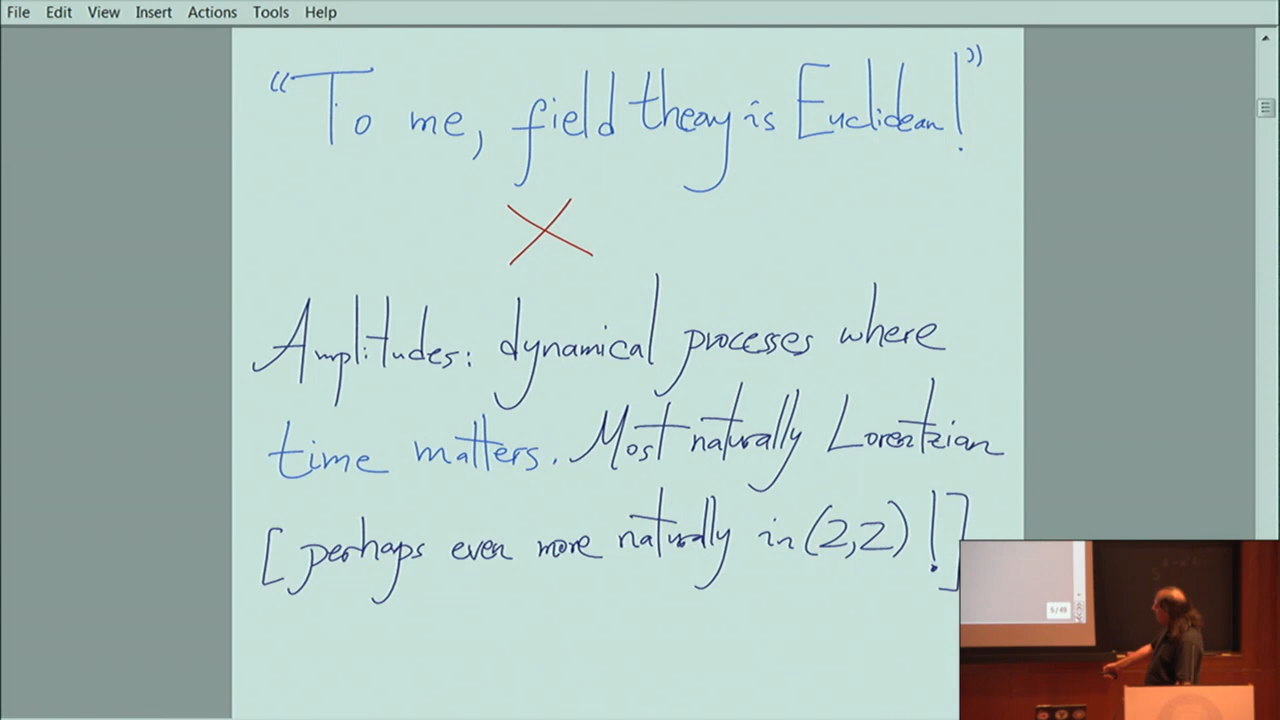 File Edit View Insert Actions Tools Help
“To me, field theory is Euclidean!”
Amplitudes: dynamical processes where
time matters. Most naturally Lorentzian
[perhaps even more naturally in (2,2)!]